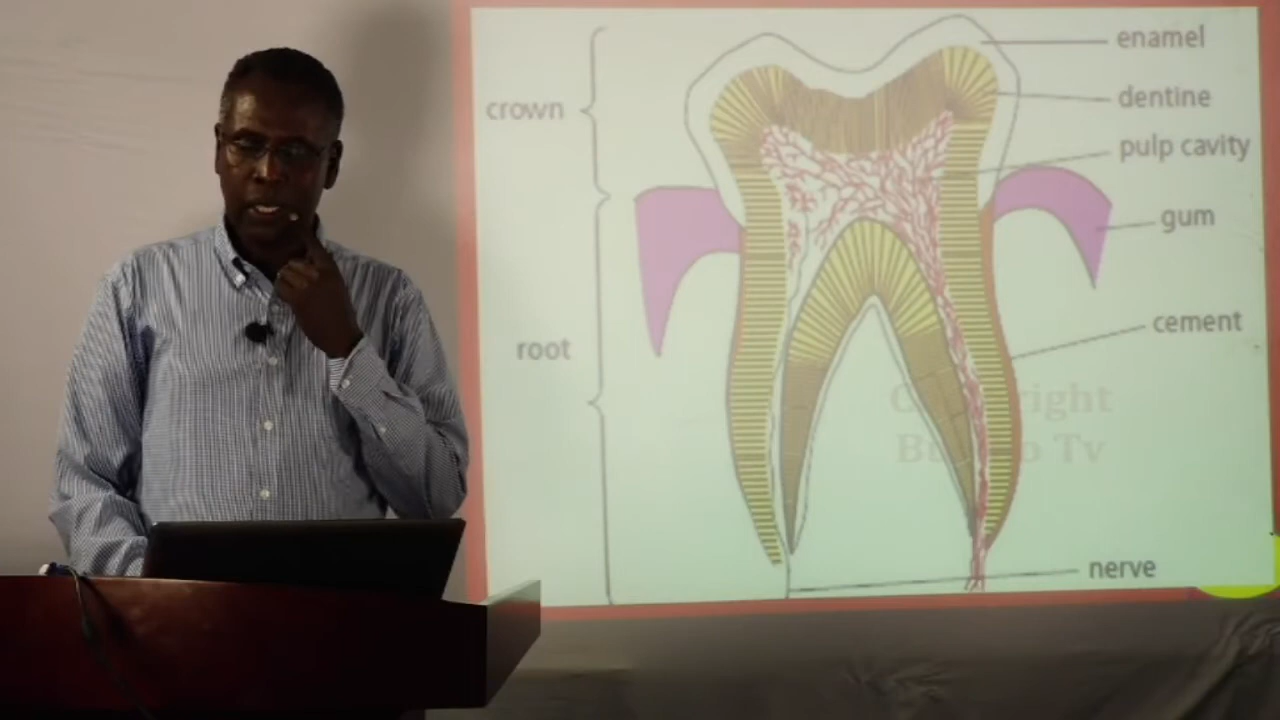 enamel
crown
dentine
pulp cavity
gum
cement
root
nerve